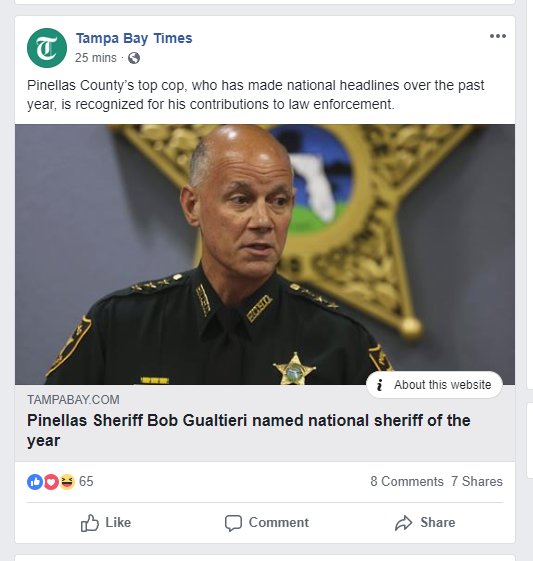 Tampa Bay Times
25 mins ·
Pinellas County's top cop, who has made national headlines over the past
year, is recognized for his contributions to law enforcement.
About this website
TAMPABAY.COM
Pinellas Sheriff Bob Gualtieri named national sheriff of the
year
65
8 Comments 7 Shares
Like Comment Share